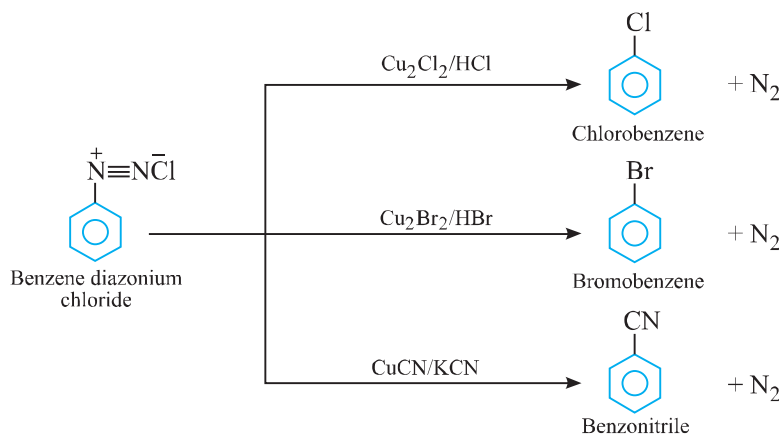 Cl
Cu₂Cl₂/HCl
+ N₂
Chlorobenzene
N⁺≡NCl⁻
Br
Cu₂Br₂/HBr
+ N₂
Benzene diazonium
chloride
Bromobenzene
CN
CuCN/KCN
+ N₂
Benzonitrile